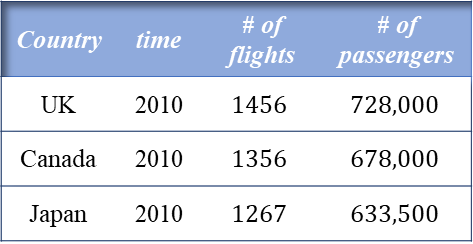 Country time # of flights # of passengers
UK 2010 1456 728,000
Canada 2010 1356 678,000
Japan 2010 1267 633,500